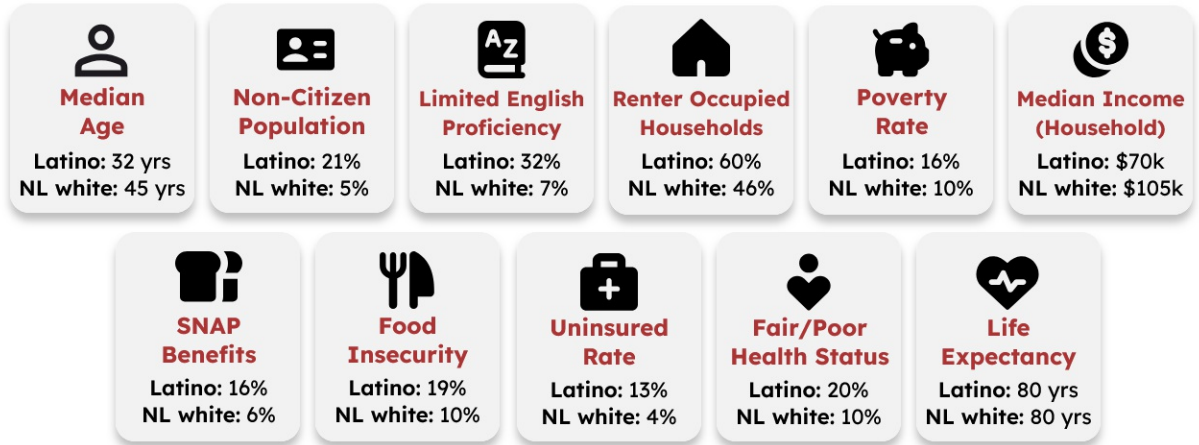 A Z
$
Median
Age
Latino: 32 yrs
NL white: 45 yrs
Non-Citizen
Population
Latino: 21%
NL white: 5%
Limited English
Proficiency
Latino: 32%
NL white: 7%
Renter Occupied
Households
Latino: 60%
NL white: 46%
Poverty
Rate
Latino: 16%
NL white: 10%
Median Income
(Household)
Latino: $70k
NL white: $105k
SNAP
Benefits
Latino: 16%
NL white: 6%
Food
Insecurity
Latino: 19%
NL white: 10%
Uninsured
Rate
Latino: 13%
NL white: 4%
Fair/Poor
Health Status
Latino: 20%
NL white: 10%
Life
Expectancy
Latino: 80 yrs
NL white: 80 yrs